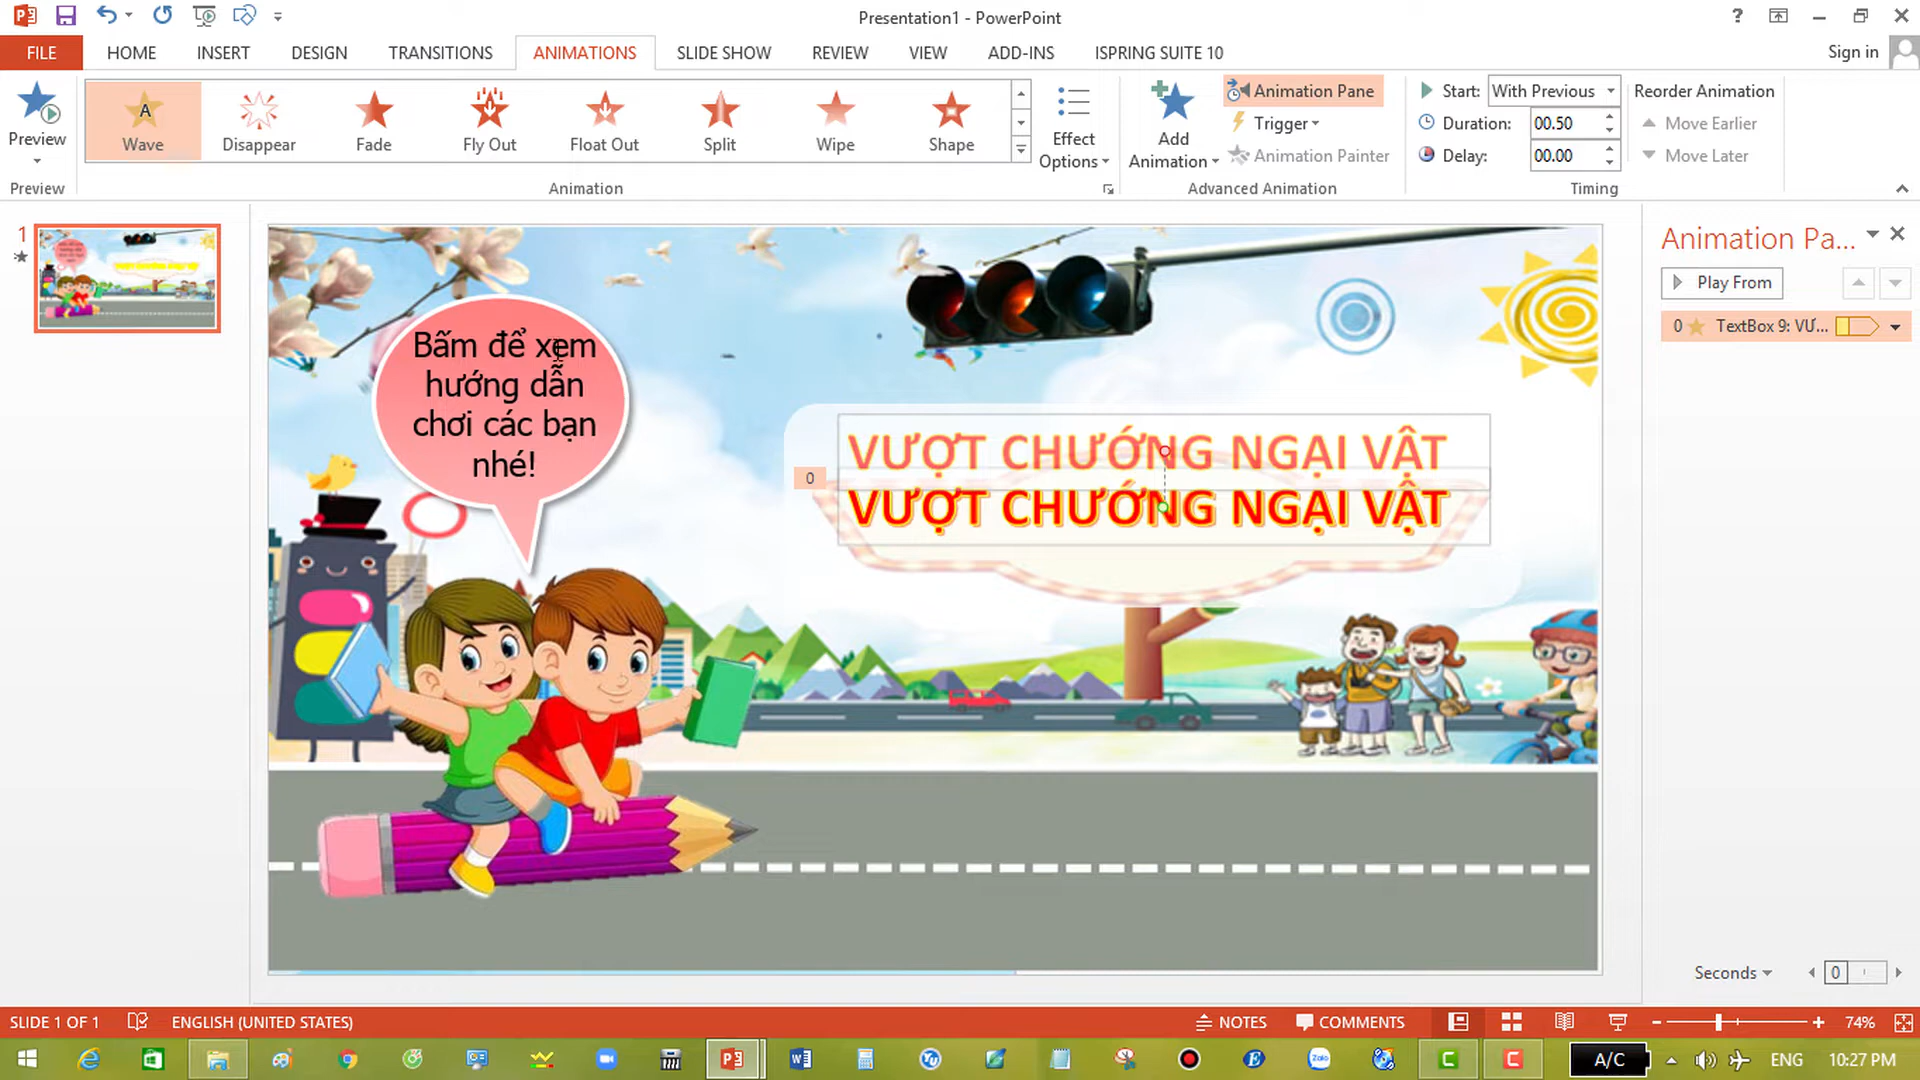 Presentation1 - PowerPoint
?
FILE
HOME
INSERT
DESIGN
TRANSITIONS
ANIMATIONS
SLIDE SHOW
REVIEW
VIEW
ADD-INS
ISPRING SUITE 10
Sign in
Preview
Wave
Disappear
Fade
Fly Out
Float Out
Split
Wipe
Shape
Effect Options
Add Animation
Animation Pane
Trigger
Animation Painter
Start: With Previous
Duration: 00.50
Delay: 00.00
Reorder Animation
Move Earlier
Move Later
Preview
Animation
Advanced Animation
Timing
1
Bấm để xem
hướng dẫn
chơi các bạn
nhé!
0
VƯỢT CHƯỚNG NGẠI VẬT
VƯỢT CHƯỚNG NGẠI VẬT
Animation Pa...
Play From
0 TextBox 9: VƯ...
Seconds 0
SLIDE 1 OF 1
ENGLISH (UNITED STATES)
NOTES
COMMENTS
74%
A/C
ENG
10:27 PM